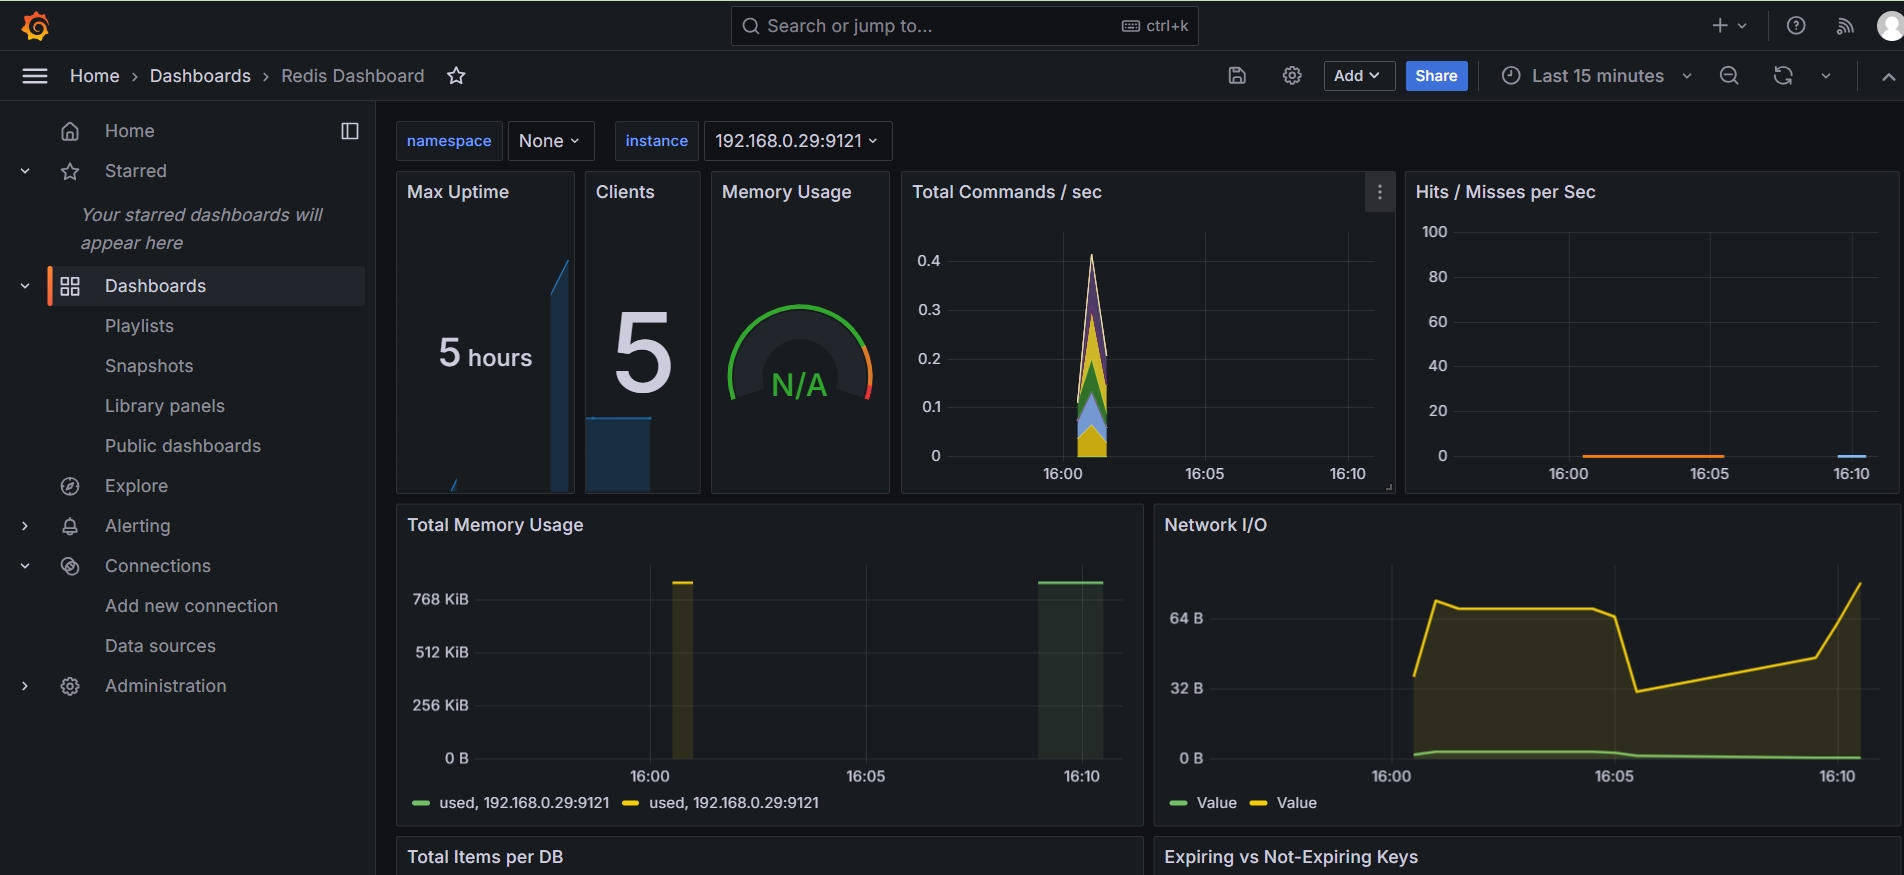 Search or jump to... ctrl+k
Home › Dashboards › Redis Dashboard
Add
Share
Last 15 minutes
Home
Starred
Your starred dashboards will
appear here
Dashboards
Playlists
Snapshots
Library panels
Public dashboards
Explore
Alerting
Connections
Add new connection
Data sources
Administration
namespace None instance 192.168.0.29:9121
Max Uptime
5 hours
Clients
5
Memory Usage
N/A
Total Commands / sec
0.4
0.3
0.2
0.1
0
16:00 16:05 16:10
Hits / Misses per Sec
100
80
60
40
20
0
16:00 16:05 16:10
Total Memory Usage
768 KiB
512 KiB
256 KiB
0 B
16:00 16:05 16:10
used, 192.168.0.29:9121 used, 192.168.0.29:9121
Network I/O
64 B
32 B
0 B
16:00 16:05 16:10
Value Value
Total Items per DB
Expiring vs Not-Expiring Keys